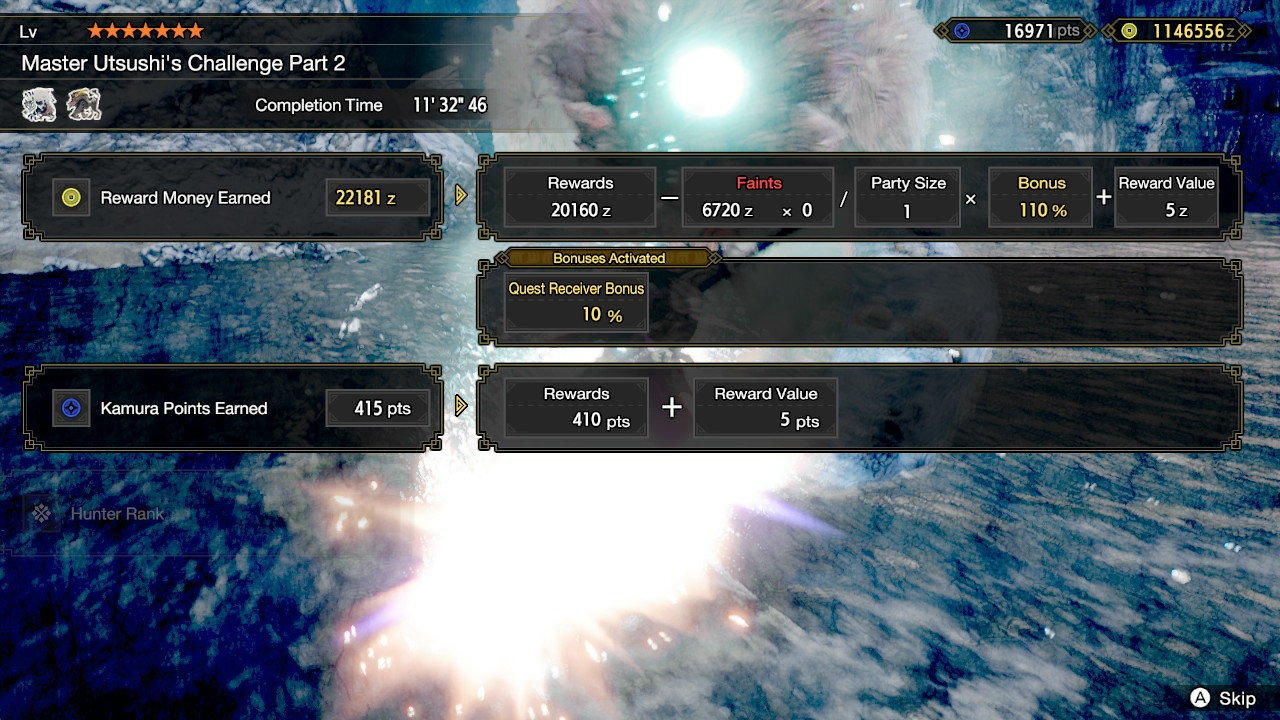 Lv ★★★★★★★
16971 pts 1146556 z
Master Utsushi's Challenge Part 2
Completion Time 11' 32" 46
Reward Money Earned 22181 z
Rewards Faints Party Size Bonus Reward Value
20160 z − 6720 z × 0 / 1 × 110 % + 5 z
Bonuses Activated
Quest Receiver Bonus
10 %
Kamura Points Earned 415 pts
Rewards Reward Value
410 pts + 5 pts
Hunter Rank
A Skip